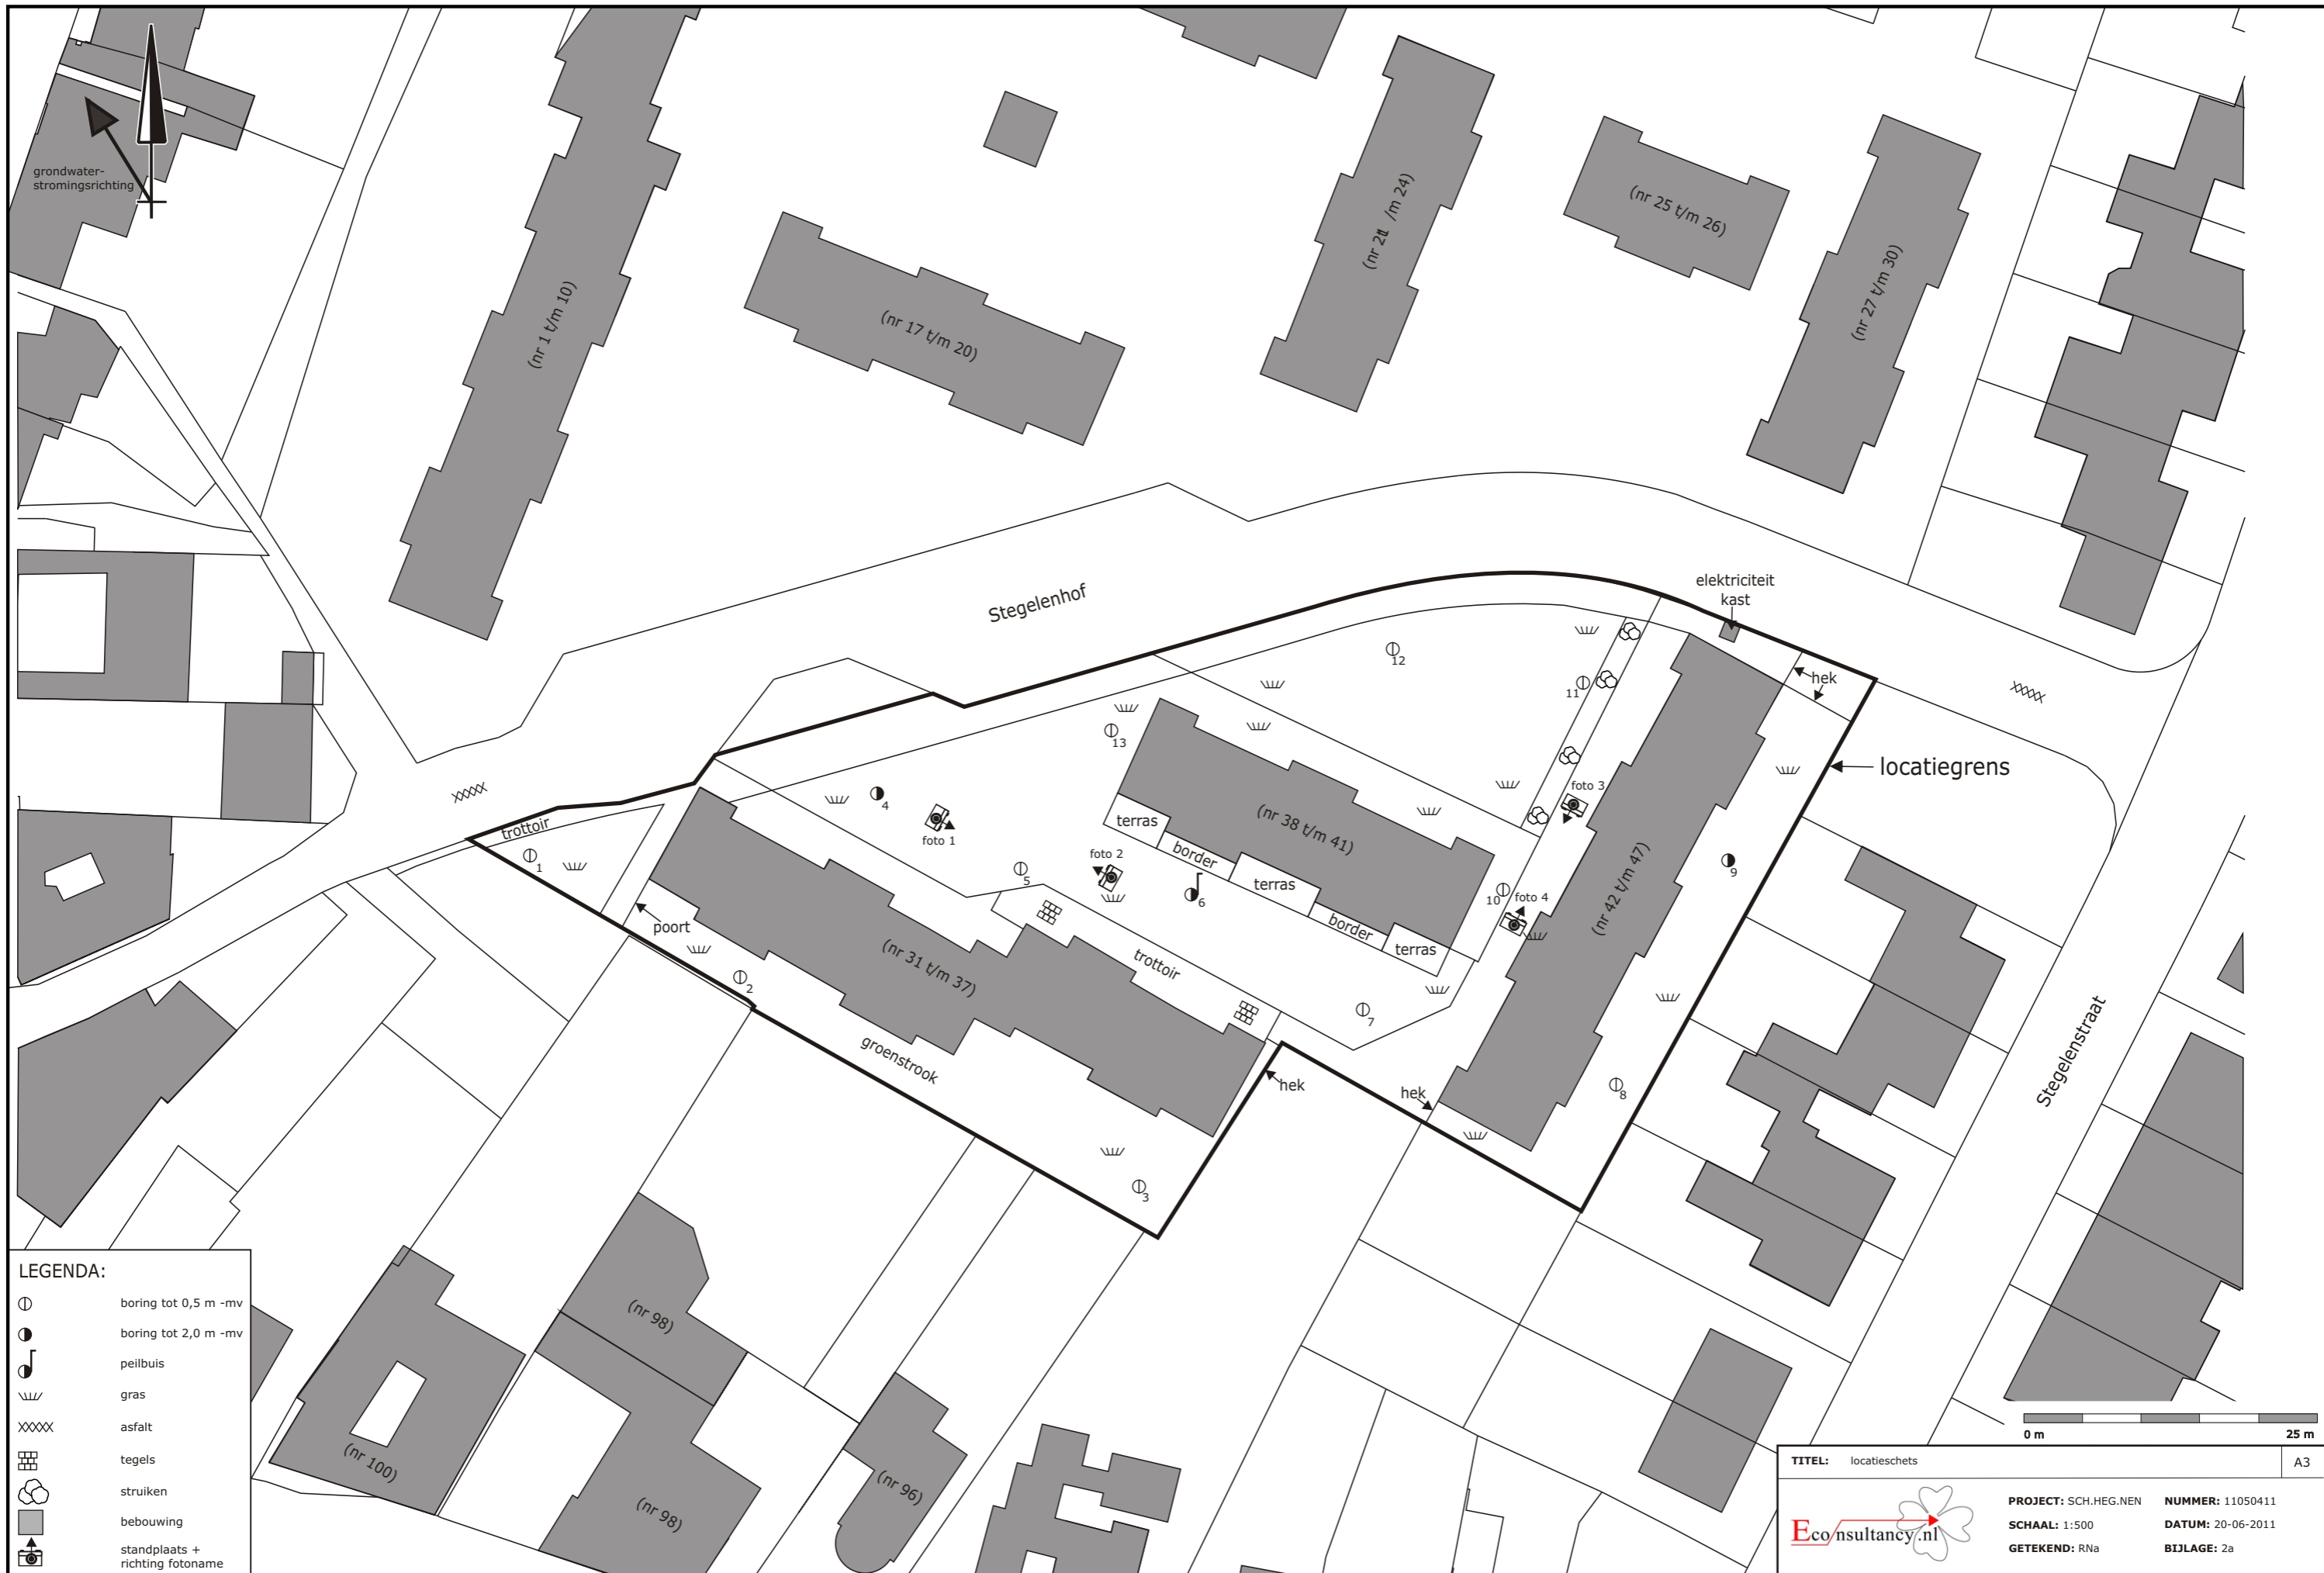 grondwater-
stromingsrichting
(nr 1 t/m 10)
(nr 17 t/m 20)
(nr 25 t/m 26)
(nr 27 t/m 30)
Stegelenhof
elektriciteit
kast
hek
locatiegrens
12
11
13
foto 3
4
foto 1
terras
(nr 38 t/m 41)
trottoir
1
border
foto 2
5
6
terras
10
foto 4
9
(nr 42 t/m 47)
border
terras
poort
(nr 31 t/m 37)
trottoir
2
7
groenstrook
hek
hek
8
3
Stegelenstraat
(nr 98)
(nr 100)
(nr 98)
(nr 96)
LEGENDA:
boring tot 0,5 m -mv
boring tot 2,0 m -mv
peilbuis
gras
asfalt
tegels
struiken
bebouwing
standplaats +
richting fotoname
0 m 25 m
TITEL: locatieschets A3
Econsultancy.nl
PROJECT: SCH.HEG.NEN NUMMER: 11050411
SCHAAL: 1:500 DATUM: 20-06-2011
GETEKEND: RNa BIJLAGE: 2a